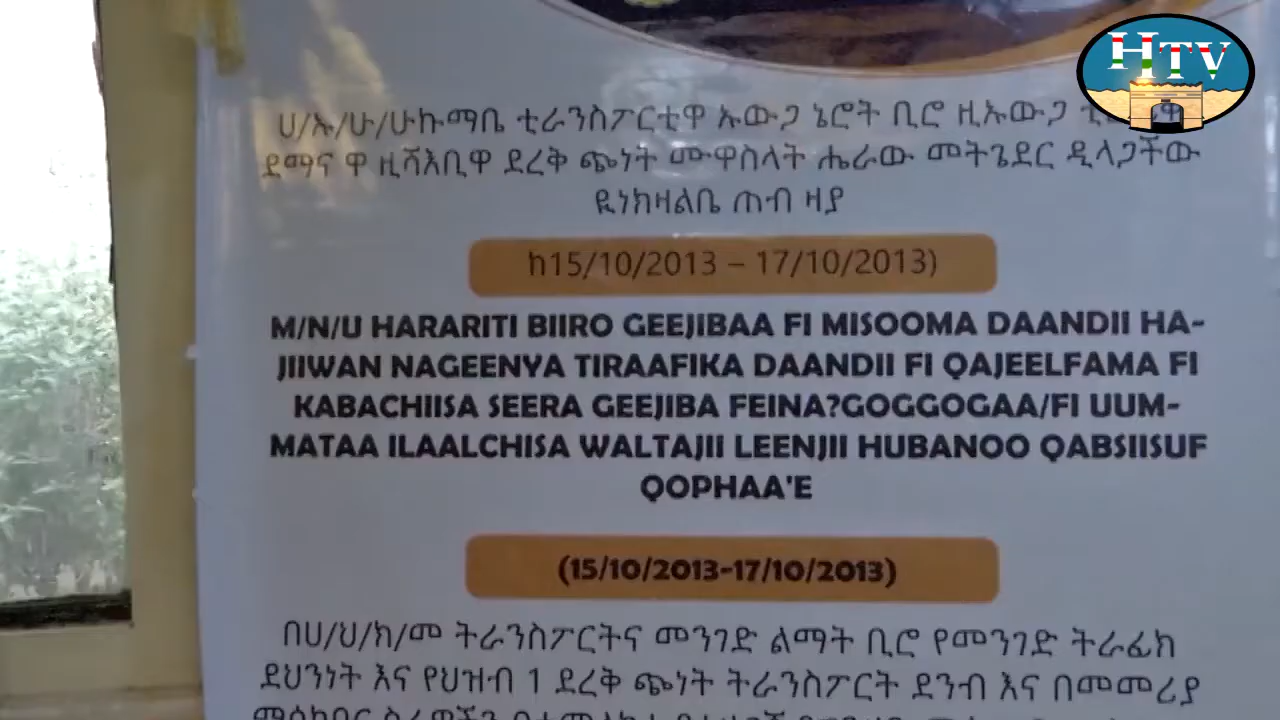 HTV
ሀ/ኡ/ሁ/ሁኩማቤ ቲራንስፖርቲዋ ኡውጋ ኔሮት ቢሮ ዚኡውጋ
ደማና ዋ ዚሻእቢዋ ደረቅ ጭነት ሙዋስላት ሔራው መትጌደር ዲላጋችው
ዪነክዛልቤ ጠብ ዛያ
ከ15/10/2013 – 17/10/2013)
M/N/U HARARITI BIIRO GEEJIBAA FI MISOOMA DAANDII HA-
JIIWAN NAGEENYA TIRAAFIKA DAANDII FI QAJEELFAMA FI
KABACHIISA SEERA GEEJIBA FEINA?GOGGOGAA/FI UUM-
MATAA ILAALCHISA WALTAJII LEENJII HUBANOO QABSIISUF
QOPHAA'E
(15/10/2013-17/10/2013)
በሀ/ህ/ክ/መ ትራንስፖርትና መንገድ ልማት ቢሮ የመንገድ ትራፊክ
ደህንነት እና የህዝብ 1 ደረቅ ጭነት ትራንስፖርት ደንብ እና በመመሪያ